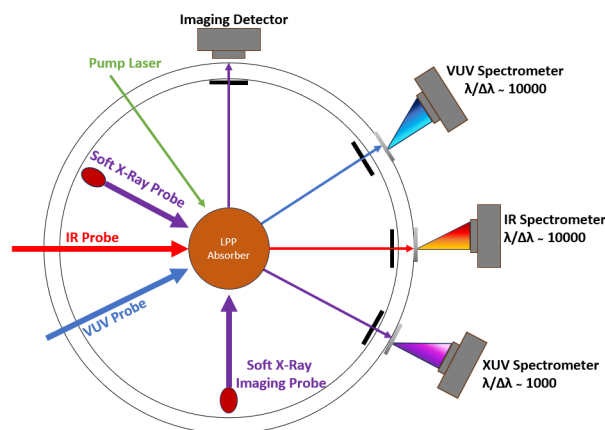 Imaging Detector
Pump Laser
VUV Spectrometer
λ/Δλ ~ 10000
Soft X-Ray Probe
IR Probe
LPP
Absorber
IR Spectrometer
λ/Δλ ~ 10000
VUV Probe
Soft X-Ray
Imaging Probe
XUV Spectrometer
λ/Δλ ~ 1000